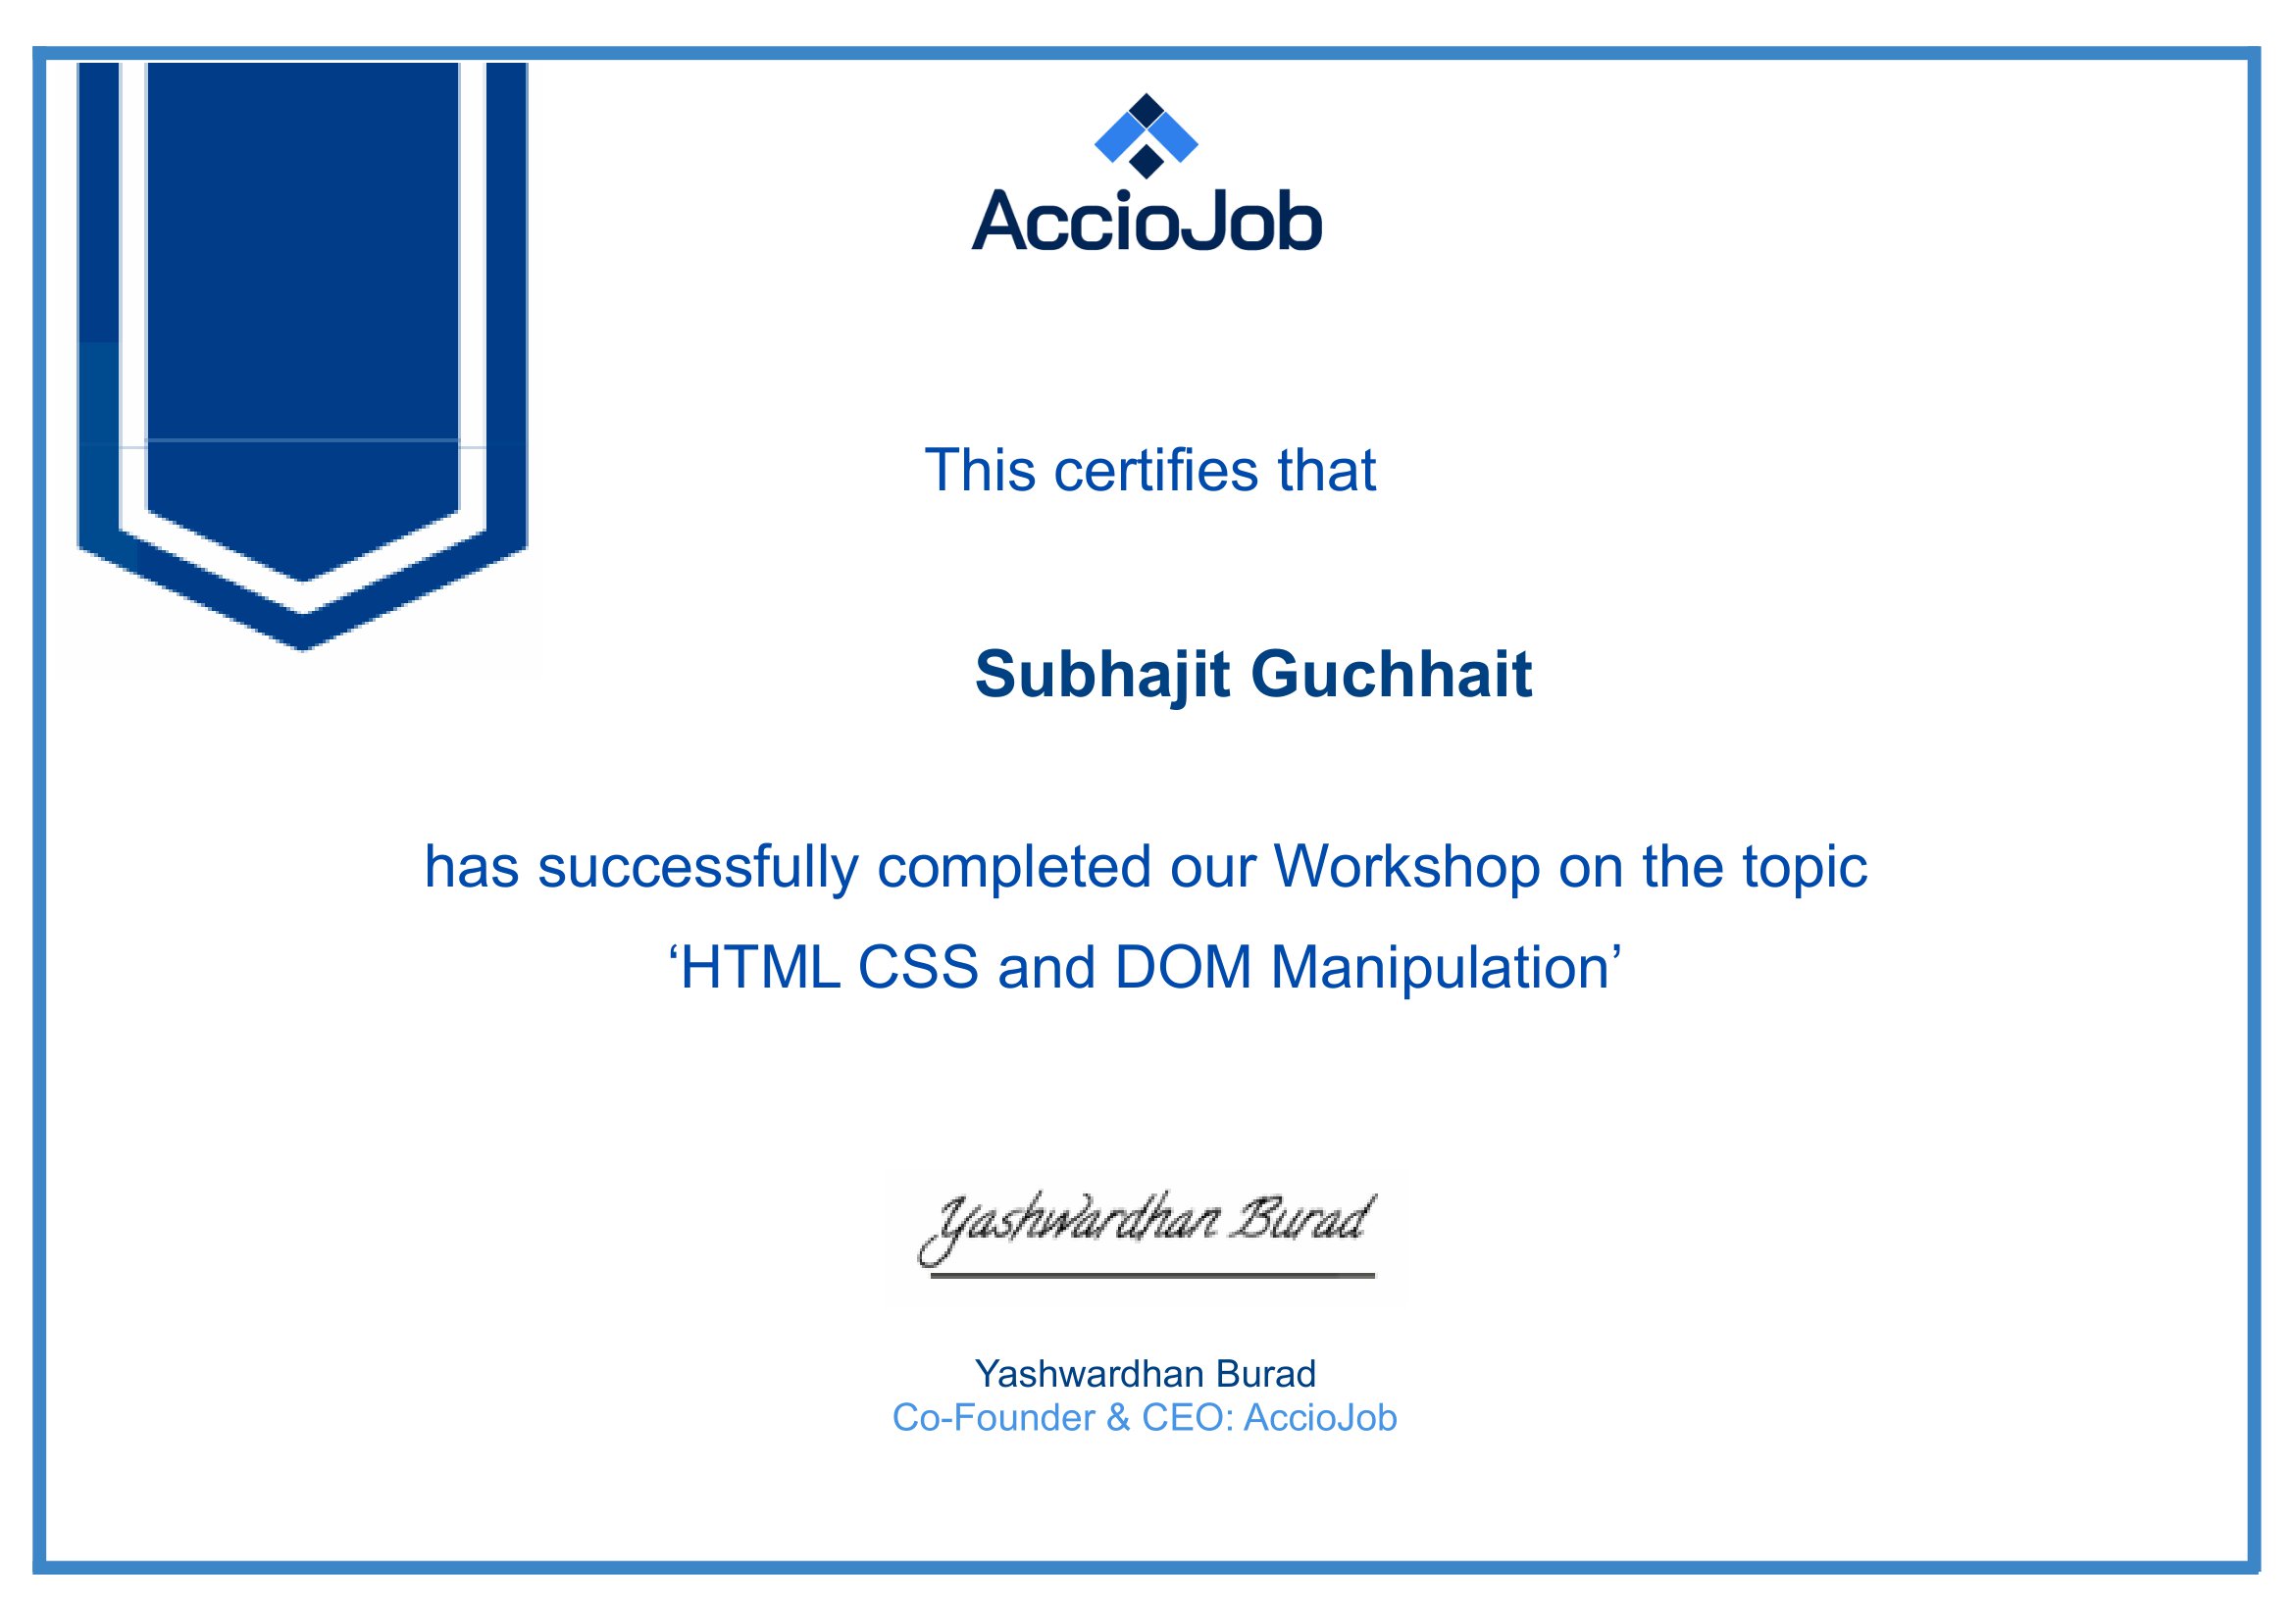 AccioJob
This certifies that
Subhajit Guchhait
has successfully completed our Workshop on the topic
‘HTML CSS and DOM Manipulation’
Yashwardhan Burad
Yashwardhan Burad
Co-Founder & CEO: AccioJob